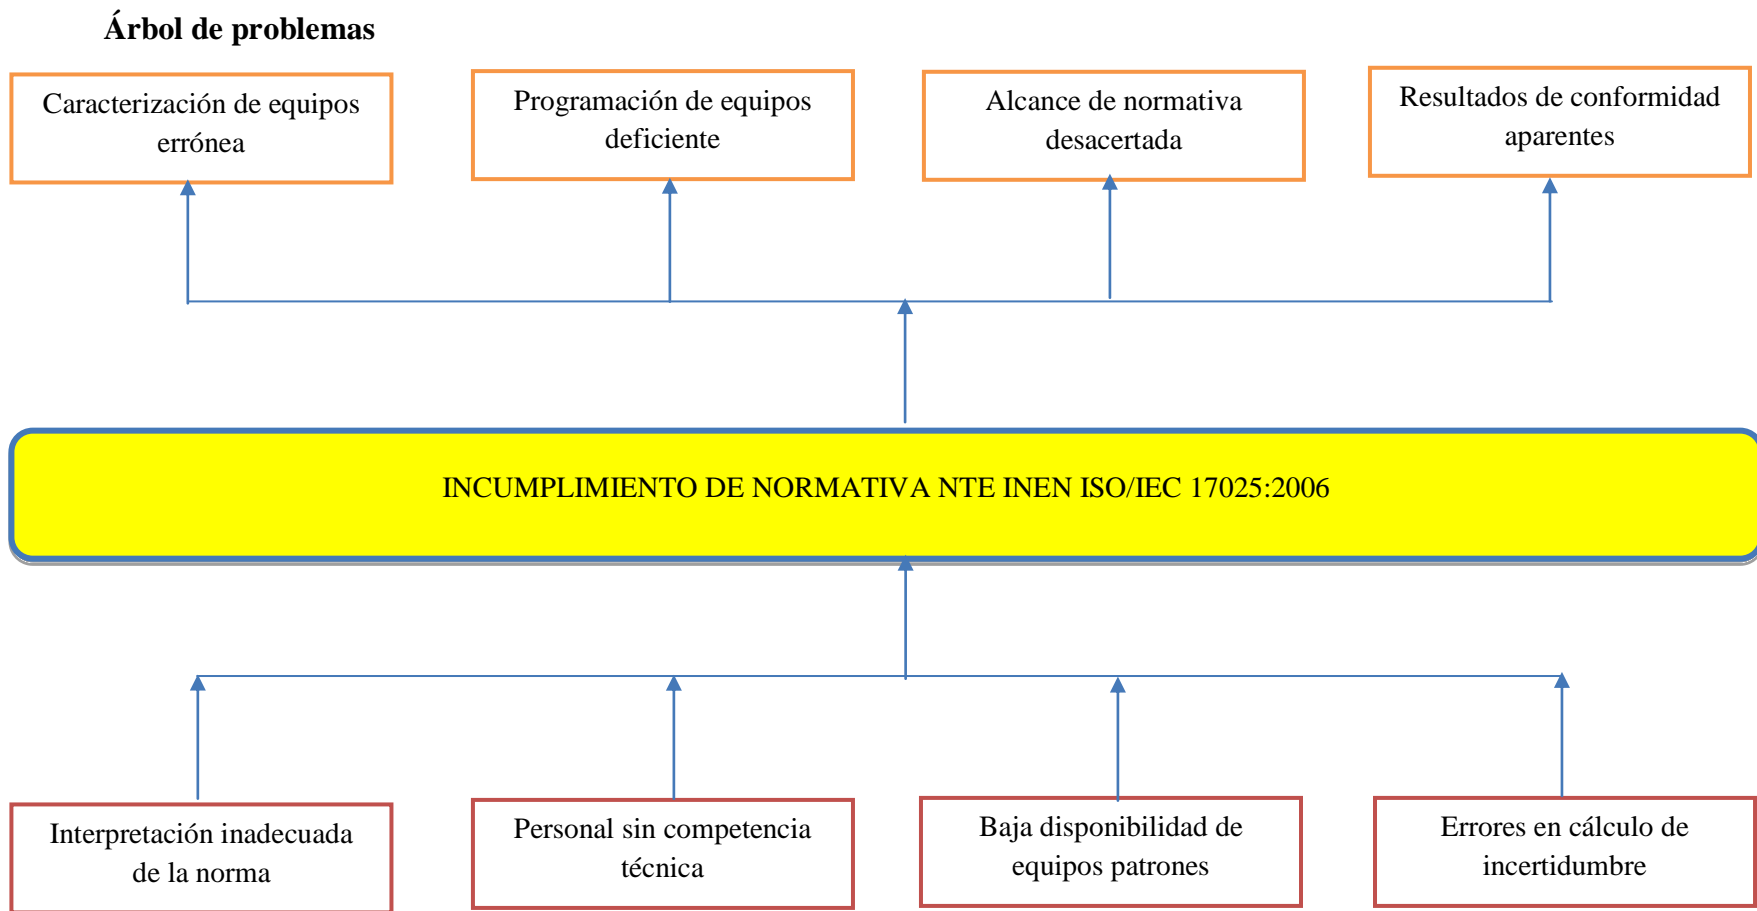 Árbol de problemas
Caracterización de equipos
errónea
Programación de equipos
deficiente
Alcance de normativa
desacertada
Resultados de conformidad
aparentes
INCUMPLIMIENTO DE NORMATIVA NTE INEN ISO/IEC 17025:2006
Interpretación inadecuada
de la norma
Personal sin competencia
técnica
Baja disponibilidad de
equipos patrones
Errores en cálculo de
incertidumbre